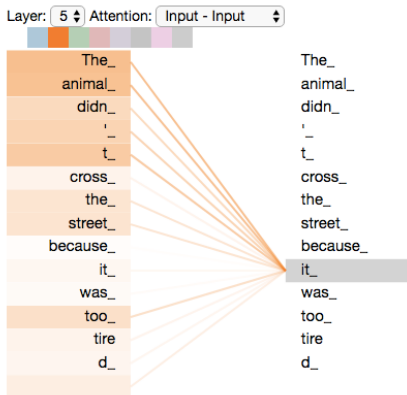 Layer: 5 Attention: Input - Input
The_ The_
animal_ animal_
didn_ didn_
'_ '_
t_ t_
cross_ cross_
the_ the_
street_ street_
because_ because_
it_ it_
was_ was_
too_ too_
tire tire
d_ d_